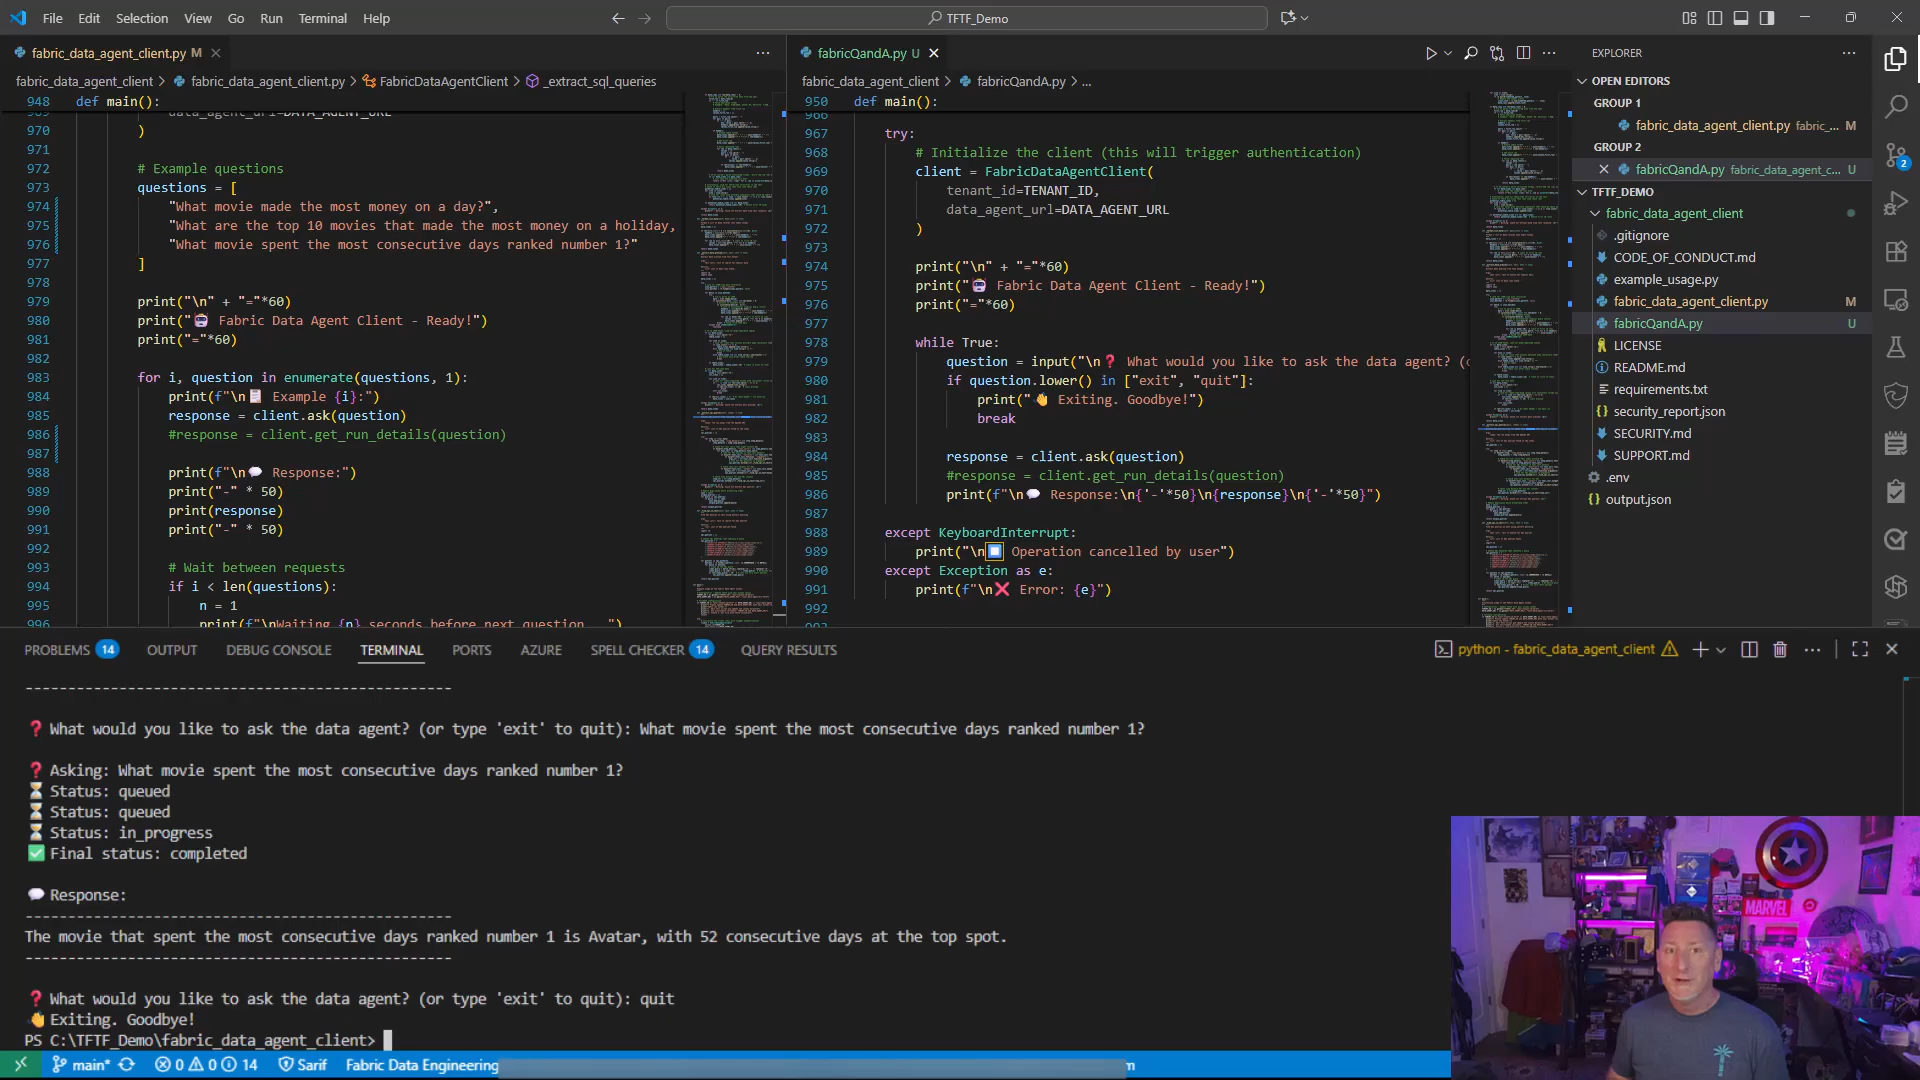 File Edit Selection View Go Run Terminal Help
TFTF_Demo
fabric_data_agent_client.py M
fabric_data_agent_client > fabric_data_agent_client.py > FabricDataAgentClient > _extract_sql_queries
948 def main():
data_agent_url=DATA_AGENT_URL
970 )
971
972 # Example questions
973 questions = [
974 "What movie made the most money on a day?",
975 "What are the top 10 movies that made the most money on a holiday,
976 "What movie spent the most consecutive days ranked number 1?"
977 ]
978
979 print("\n" + "="*60)
980 print("🤖 Fabric Data Agent Client - Ready!")
981 print("="*60)
982
983 for i, question in enumerate(questions, 1):
984 print(f"\n📋 Example {i}:")
985 response = client.ask(question)
986 #response = client.get_run_details(question)
987
988 print(f"\n💬 Response:")
989 print("-" * 50)
990 print(response)
991 print("-" * 50)
992
993 # Wait between requests
994 if i < len(questions):
995 n = 1
996 print(f"\nWaiting {n} seconds before next question...")
fabricQandA.py U
fabric_data_agent_client > fabricQandA.py > ...
950 def main():
966
967 try:
968 # Initialize the client (this will trigger authentication)
969 client = FabricDataAgentClient(
970 tenant_id=TENANT_ID,
971 data_agent_url=DATA_AGENT_URL
972 )
973
974 print("\n" + "="*60)
975 print("🤖 Fabric Data Agent Client - Ready!")
976 print("="*60)
977
978 while True:
979 question = input("\n❓ What would you like to ask the data agent? (o
980 if question.lower() in ["exit", "quit"]:
981 print("👋 Exiting. Goodbye!")
982 break
983
984 response = client.ask(question)
985 #response = client.get_run_details(question)
986 print(f"\n💬 Response:\n{'-'*50}\n{response}\n{'-'*50}")
987
988 except KeyboardInterrupt:
989 print("\n⏹️ Operation cancelled by user")
990 except Exception as e:
991 print(f"\n❌ Error: {e}")
992
EXPLORER
OPEN EDITORS
GROUP 1
fabric_data_agent_client.py fabric_... M
GROUP 2
fabricQandA.py fabric_data_agent_c... U
TFTF_DEMO
fabric_data_agent_client
.gitignore
CODE_OF_CONDUCT.md
example_usage.py
fabric_data_agent_client.py M
fabricQandA.py U
LICENSE
README.md
requirements.txt
security_report.json
SECURITY.md
SUPPORT.md
.env
output.json
2
PROBLEMS 14 OUTPUT DEBUG CONSOLE TERMINAL PORTS AZURE SPELL CHECKER 14 QUERY RESULTS
python - fabric_data_agent_client
--------------------------------------------------
❓ What would you like to ask the data agent? (or type 'exit' to quit): What movie spent the most consecutive days ranked number 1?
❓ Asking: What movie spent the most consecutive days ranked number 1?
⏳ Status: queued
⏳ Status: queued
⏳ Status: in_progress
✅ Final status: completed
💬 Response:
--------------------------------------------------
The movie that spent the most consecutive days ranked number 1 is Avatar, with 52 consecutive days at the top spot.
--------------------------------------------------
❓ What would you like to ask the data agent? (or type 'exit' to quit): quit
👋 Exiting. Goodbye!
PS C:\TFTF_Demo\fabric_data_agent_client>
MARVEL
main* 0 0 14 Sarif Fabric Data Engineering